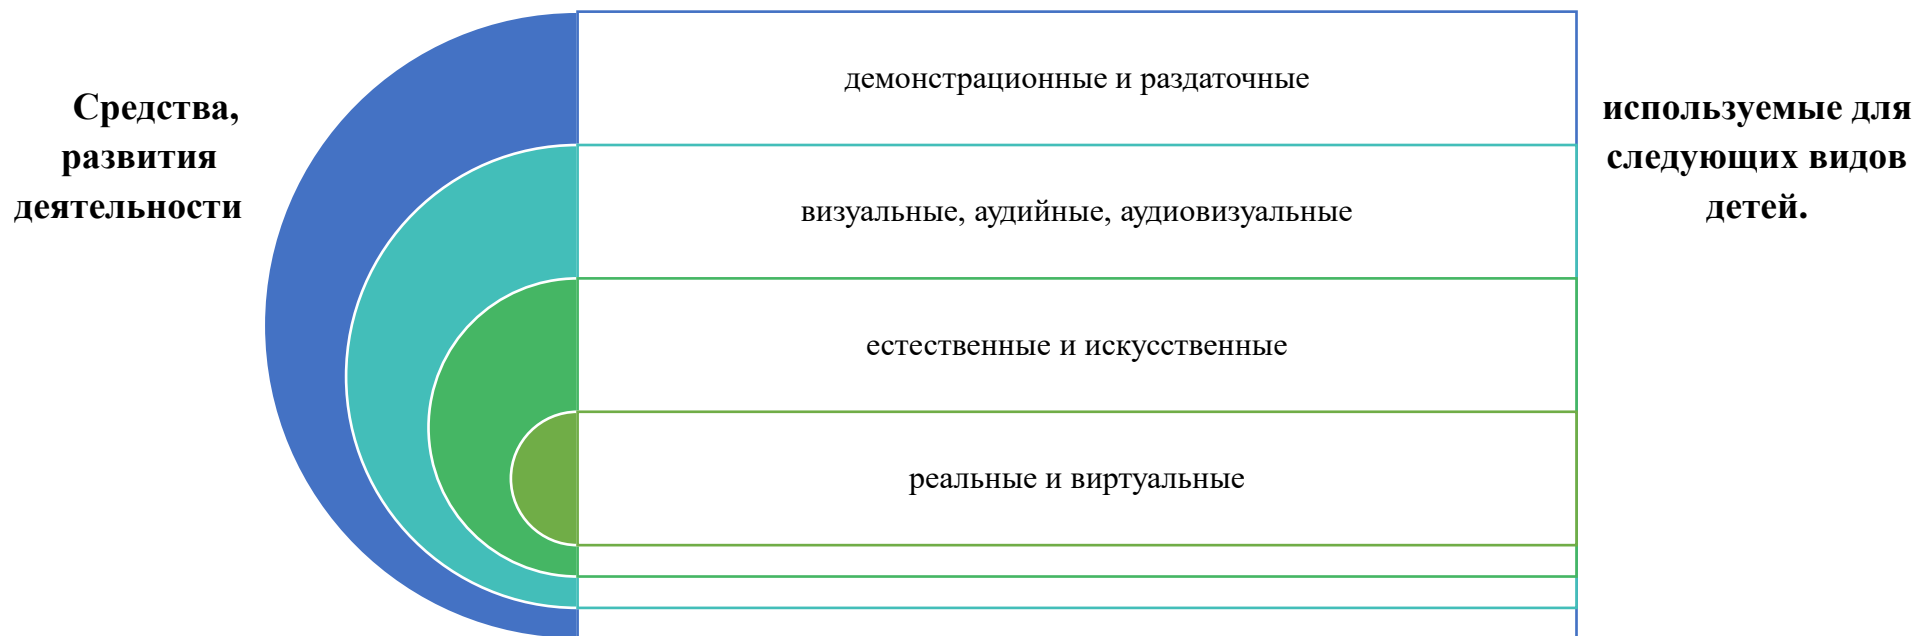 Средства, используемые для
развития следующих видов
деятельности детей.
демонстрационные и раздаточные
визуальные, аудийные, аудиовизуальные
естественные и искусственные
реальные и виртуальные